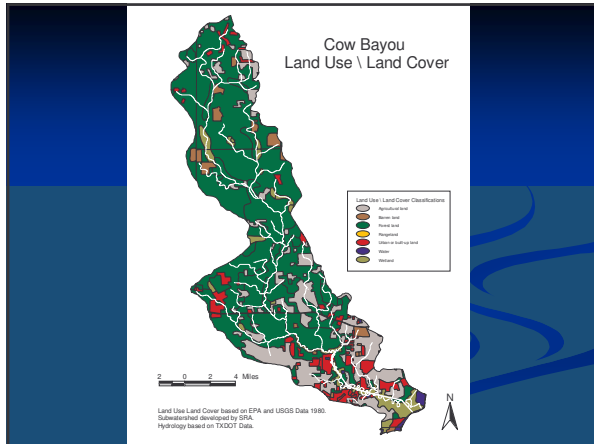 Cow Bayou
Land Use \ Land Cover
Land Use \ Land Cover Classifications
Agricultural land
Barren land
Forest land
Rangeland
Urban or built-up land
Water
Wetland
2 0 2 4 Miles
N
Land Use Land Cover based on EPA and USGS Data 1980.
Subwatershed developed by SRA.
Hydrology based on TXDOT Data.